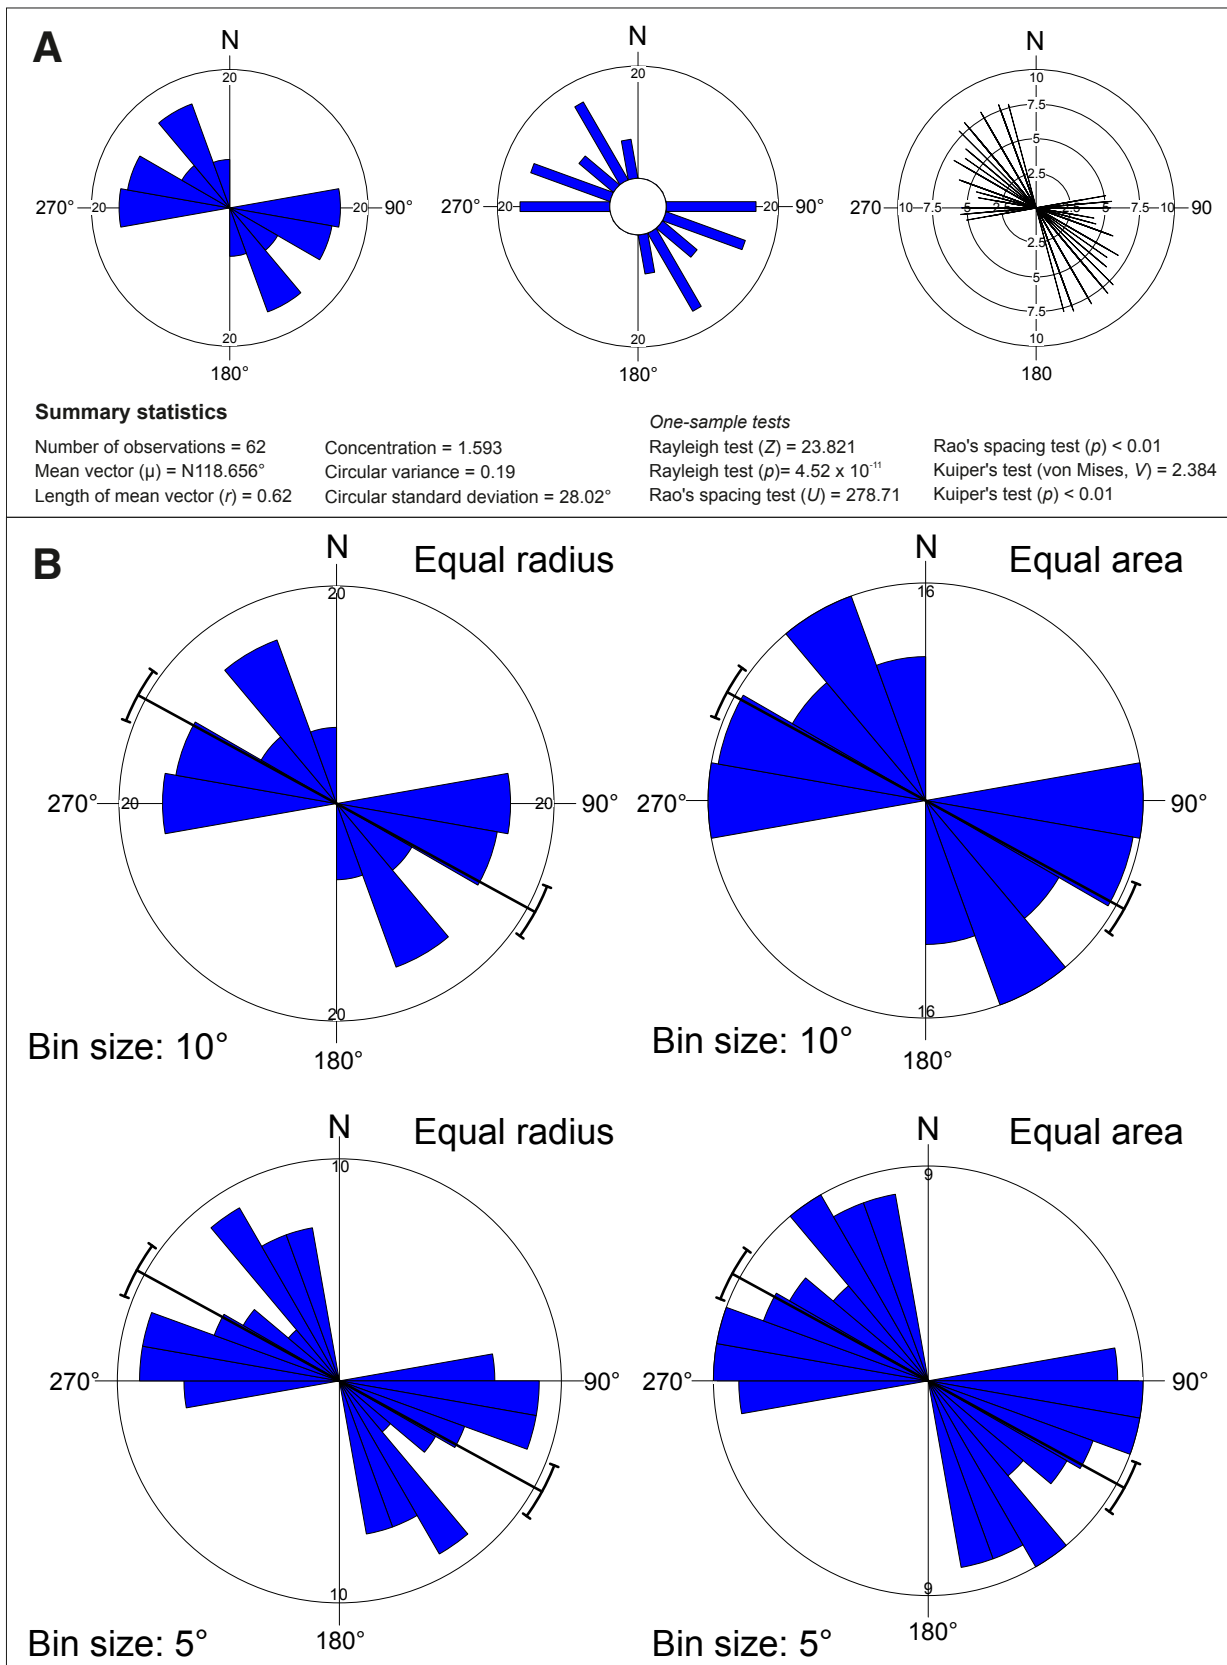 A
N
20
270° 20 20 90°
20
180°
N
20
270° 20 20 90°
20
180°
N
10
7.5
5
2.5
270 10 7.5 5 2.5 5 7.5 10 90
2.5
5
7.5
10
180
Summary statistics
Number of observations = 62
Mean vector (μ) = N118.656°
Length of mean vector (r) = 0.62
Concentration = 1.593
Circular variance = 0.19
Circular standard deviation = 28.02°
One-sample tests
Rayleigh test (Z) = 23.821
Rayleigh test (p)= 4.52 x 10⁻¹¹
Rao's spacing test (U) = 278.71
Rao's spacing test (p) < 0.01
Kuiper's test (von Mises, V) = 2.384
Kuiper's test (p) < 0.01
B
N
Equal radius
20
270° 20 20 90°
20
180°
Bin size: 10°
N
Equal area
16
270° 90°
16
180°
Bin size: 10°
N
Equal radius
10
270° 90°
10
180°
Bin size: 5°
N
Equal area
9
270° 90°
9
180°
Bin size: 5°